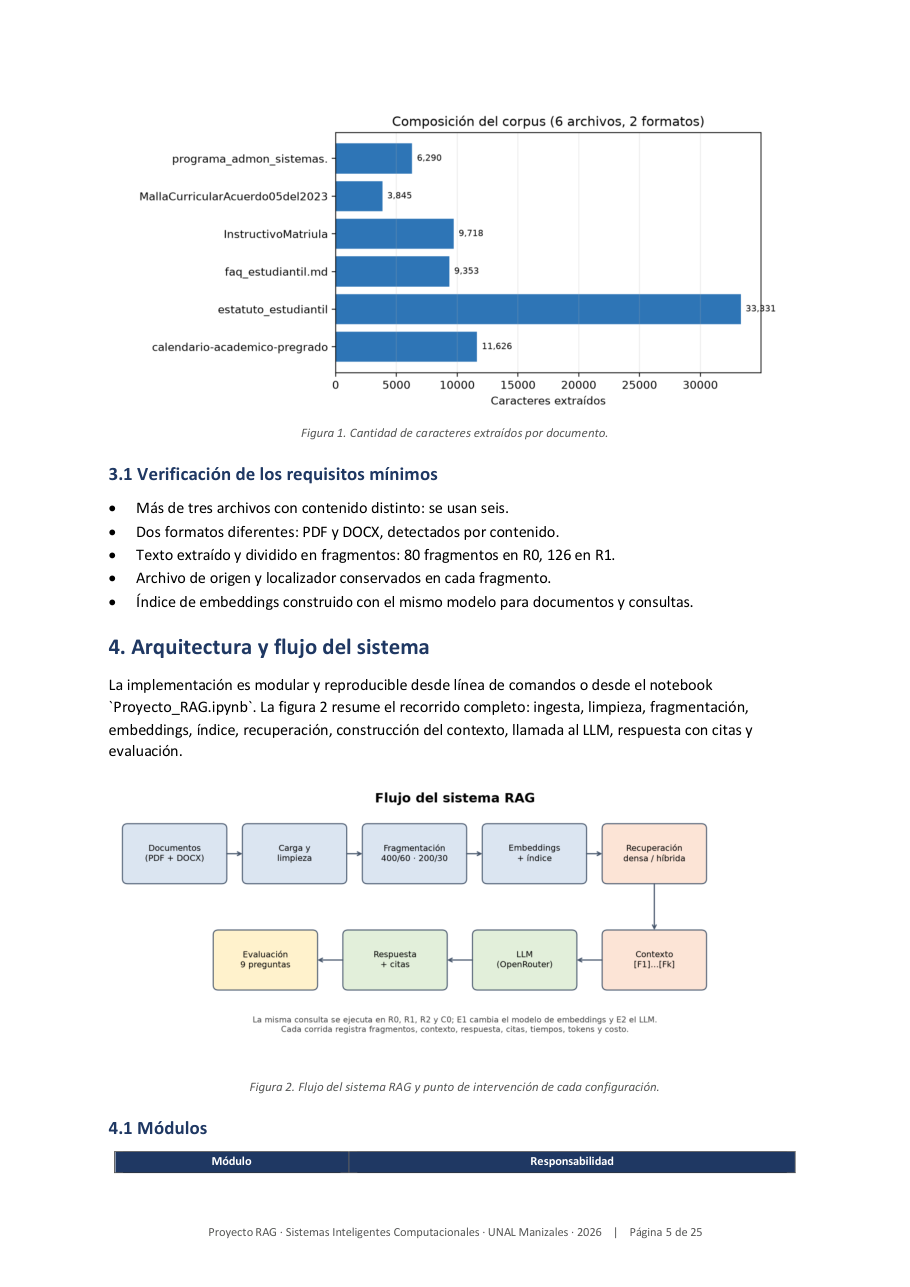 Composición del corpus (6 archivos, 2 formatos)
programa_admon_sistemas.
6,290
MallaCurricularAcuerdo05del2023
3,845
InstructivoMatriula
9,718
faq_estudiantil.md
9,353
estatuto_estudiantil
33,331
calendario-academico-pregrado
11,626
0 5000 10000 15000 20000 25000 30000
Caracteres extraídos
Figura 1. Cantidad de caracteres extraídos por documento.
3.1 Verificación de los requisitos mínimos
• Más de tres archivos con contenido distinto: se usan seis.
• Dos formatos diferentes: PDF y DOCX, detectados por contenido.
• Texto extraído y dividido en fragmentos: 80 fragmentos en R0, 126 en R1.
• Archivo de origen y localizador conservados en cada fragmento.
• Índice de embeddings construido con el mismo modelo para documentos y consultas.
4. Arquitectura y flujo del sistema
La implementación es modular y reproducible desde línea de comandos o desde el notebook
`Proyecto_RAG.ipynb`. La figura 2 resume el recorrido completo: ingesta, limpieza, fragmentación,
embeddings, índice, recuperación, construcción del contexto, llamada al LLM, respuesta con citas y
evaluación.
Flujo del sistema RAG
Documentos
(PDF + DOCX)
Carga y
limpieza
Fragmentación
400/60 · 200/30
Embeddings
+ índice
Recuperación
densa / híbrida
Evaluación
9 preguntas
Respuesta
+ citas
LLM
(OpenRouter)
Contexto
[F1]...[Fk]
La misma consulta se ejecuta en R0, R1, R2 y C0; E1 cambia el modelo de embeddings y E2 el LLM.
Cada corrida registra fragmentos, contexto, respuesta, citas, tiempos, tokens y costo.
Figura 2. Flujo del sistema RAG y punto de intervención de cada configuración.
4.1 Módulos
Módulo Responsabilidad
Proyecto RAG · Sistemas Inteligentes Computacionales · UNAL Manizales · 2026 | Página 5 de 25